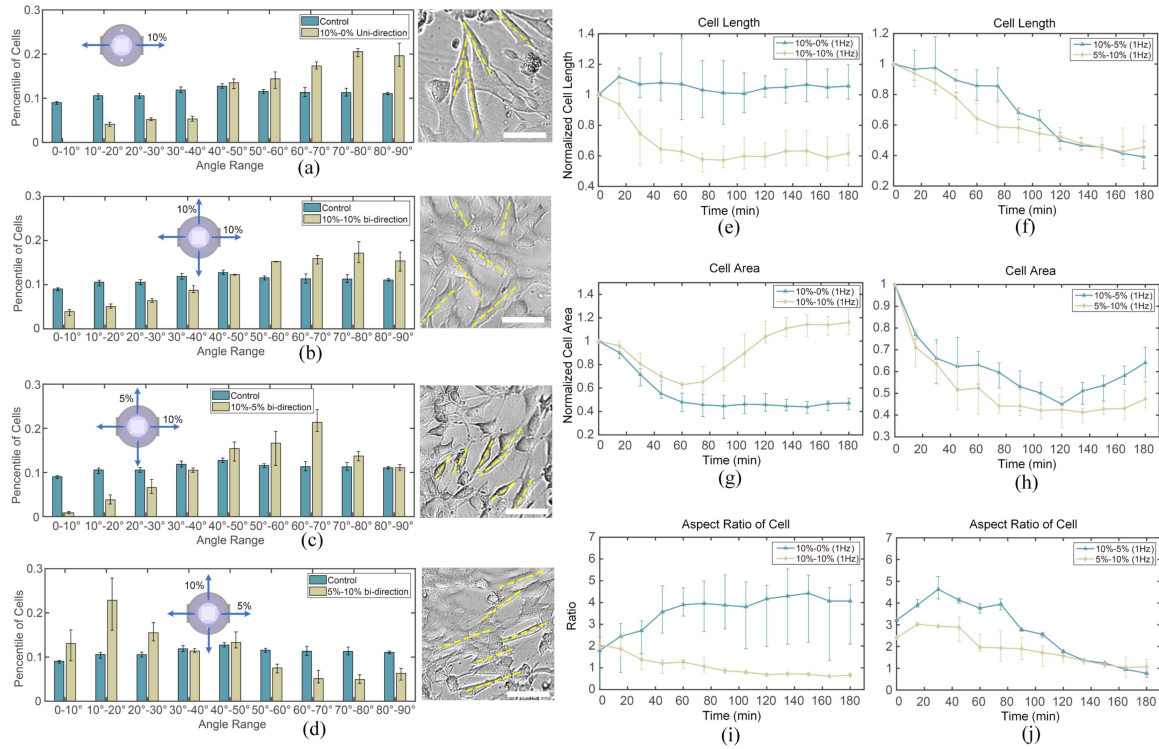 0.3
0.2
0.1
0
Pencentile of Cells
10%
Control
10%-0% Uni-direction
0-10° 10°-20° 20°-30° 30°-40° 40°-50° 50°-60° 60°-70° 70°-80° 80°-90°
Angle Range
(a)
0.3
0.2
0.1
0
Pencentile of Cells
10%
10%
Control
10%-10% bi-direction
0-10° 10°-20° 20°-30° 30°-40° 40°-50° 50°-60° 60°-70° 70°-80° 80°-90°
Angle Range
(b)
0.3
0.2
0.1
0
Pencentile of Cells
5%
10%
Control
10%-5% bi-direction
0-10° 10°-20° 20°-30° 30°-40° 40°-50° 50°-60° 60°-70° 70°-80° 80°-90°
Angle Range
(c)
0.3
0.2
0.1
0
Pencentile of Cells
10%
5%
Control
5%-10% bi-direction
0-10° 10°-20° 20°-30° 30°-40° 40°-50° 50°-60° 60°-70° 70°-80° 80°-90°
Angle Range
(d)
Cell Length
10%-0% (1Hz)
10%-10% (1Hz)
1.4
1.2
1
0.8
0.6
0.4
Normalized Cell Length
0 20 40 60 80 100 120 140 160 180
Time (min)
(e)
Cell Length
10%-5% (1Hz)
5%-10% (1Hz)
1.2
1
0.8
0.6
0.4
0.2
0 20 40 60 80 100 120 140 160 180
Time (min)
(f)
Cell Area
10%-0% (1Hz)
10%-10% (1Hz)
1.4
1.2
1
0.8
0.6
0.4
0.2
Normalized Cell Area
0 20 40 60 80 100 120 140 160 180
Time (min)
(g)
Cell Area
10%-5% (1Hz)
5%-10% (1Hz)
1
0.9
0.8
0.7
0.6
0.5
0.4
0.3
0 20 40 60 80 100 120 140 160 180
Time (min)
(h)
Aspect Ratio of Cell
10%-0% (1Hz)
10%-10% (1Hz)
7
6
5
4
3
2
1
0
Ratio
0 20 40 60 80 100 120 140 160 180
Time (min)
(i)
Aspect Ratio of Cell
10%-5% (1Hz)
5%-10% (1Hz)
7
6
5
4
3
2
1
0
0 20 40 60 80 100 120 140 160 180
Time (min)
(j)